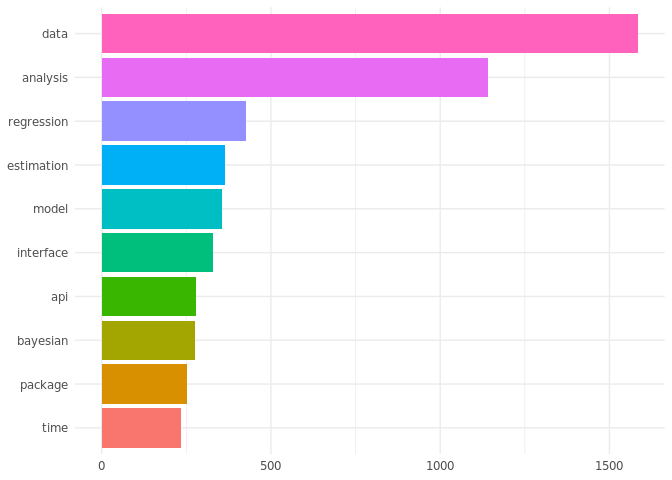 data
analysis
regression
estimation
model
interface
api
bayesian
package
time
0 500 1000 1500